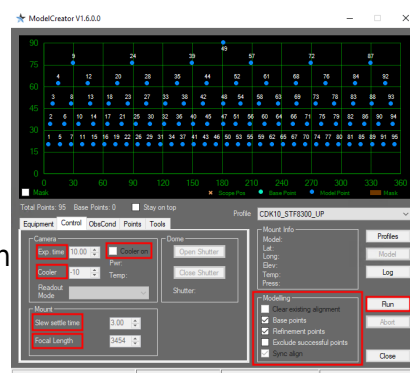 ModelCreator V1.6.0.0
90
75
60
45
30
15
0
49
9 24 39 57 72 87
4 12 20 28 35 44 52 61 68 76 84 92
3 8 13 18 23 27 33 38 42 48 54 58 63 69 73 78 83 88 93
2 6 10 14 17 21 25 30 32 36 40 45 47 51 56 60 64 66 71 75 79 82 86 90 94
1 5 7 11 15 16 19 22 26 29 31 34 37 41 43 46 50 53 55 59 62 65 67 70 74 77 80 81 85 89 91 95
0 30 60 90 120 150 180 210 240 270 300 330 360
Mask Scope Pos Base Point Model Point Mask
Total Points: 95 Base Points: 0 Stay on top
Profile CDK10_STF8300_UP
Equipment Control ObsCond Points Tools
Camera
Exp. time 10.00 Cooler on
Cooler -10
Pwr:
Temp:
Readout
Mode
Dome
Open Shutter
Close Shutter
Shutter:
Mount
Slew settle time 3.00
Focal Length 3454
Mount Info
Model:
Lat:
Long:
Elev:
Temp:
Press:
Modelling
Clear existing alignment
Base points
Refinement points
Exclude successful points
Sync align
Profiles
Model
Log
Run
Abort
Close